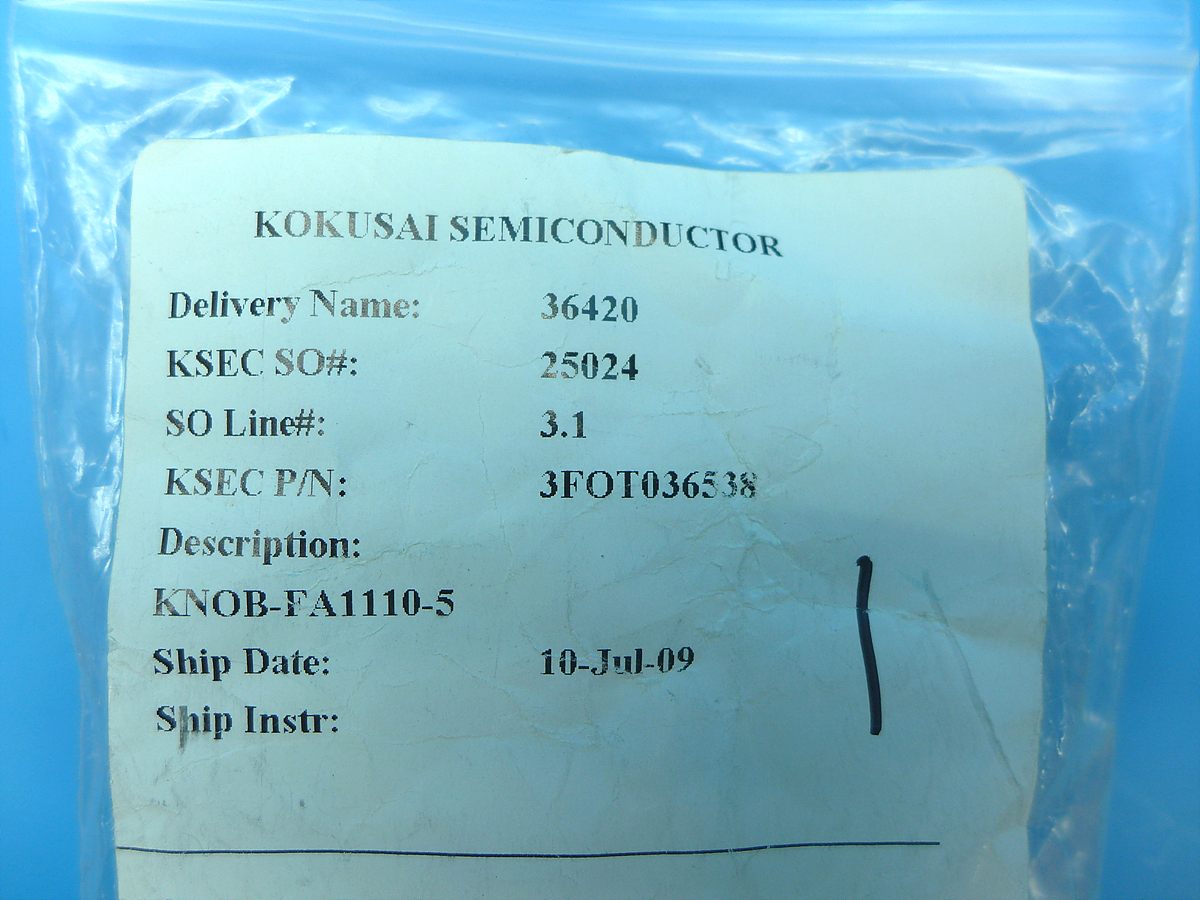 KOKUSAI SEMICONDUCTOR
Delivery Name: 36420
KSEC SO#: 25024
SO Line#: 3.1
KSEC P/N: 3FOT036538
Description:
KNOB-FA1110-5
Ship Date: 10-Jul-09
Ship Instr: